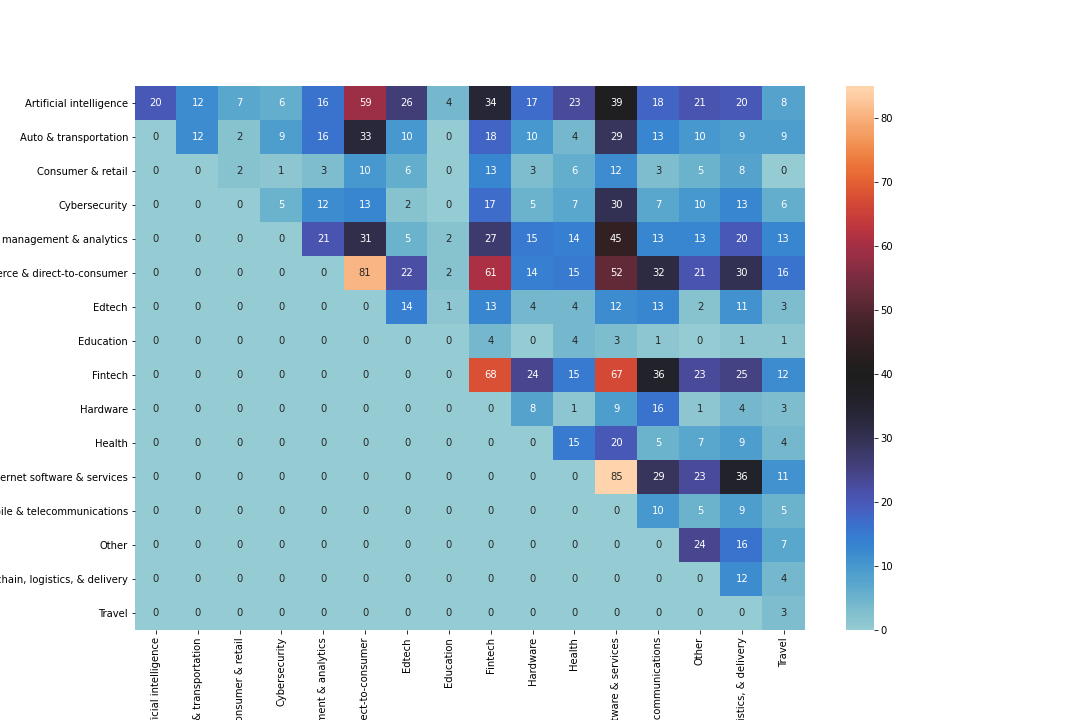 Artificial intelligence 20 12 7 6 16 59 26 4 34 17 23 39 18 21 20 8
Auto & transportation 0 12 2 9 16 33 10 0 18 10 4 29 13 10 9 9
Consumer & retail 0 0 2 1 3 10 6 0 13 3 6 12 3 5 8 0
Cybersecurity 0 0 0 5 12 13 2 0 17 5 7 30 7 10 13 6
management & analytics 0 0 0 0 21 31 5 2 27 15 14 45 13 13 20 13
rce & direct-to-consumer 0 0 0 0 0 81 22 2 61 14 15 52 32 21 30 16
Edtech 0 0 0 0 0 0 14 1 13 4 4 12 13 2 11 3
Education 0 0 0 0 0 0 0 0 4 0 4 3 1 0 1 1
Fintech 0 0 0 0 0 0 0 0 68 24 15 67 36 23 25 12
Hardware 0 0 0 0 0 0 0 0 0 8 1 9 16 1 4 3
Health 0 0 0 0 0 0 0 0 0 0 15 20 5 7 9 4
ernet software & services 0 0 0 0 0 0 0 0 0 0 0 85 29 23 36 11
ile & telecommunications 0 0 0 0 0 0 0 0 0 0 0 0 10 5 9 5
Other 0 0 0 0 0 0 0 0 0 0 0 0 0 24 16 7
chain, logistics, & delivery 0 0 0 0 0 0 0 0 0 0 0 0 0 0 12 4
Travel 0 0 0 0 0 0 0 0 0 0 0 0 0 0 0 3
icial intelligence
& transportation
onsumer & retail
Cybersecurity
ment & analytics
ect-to-consumer
Edtech
Education
Fintech
Hardware
Health
tware & services
communications
Other
istics, & delivery
Travel
80
70
60
50
40
30
20
10
0